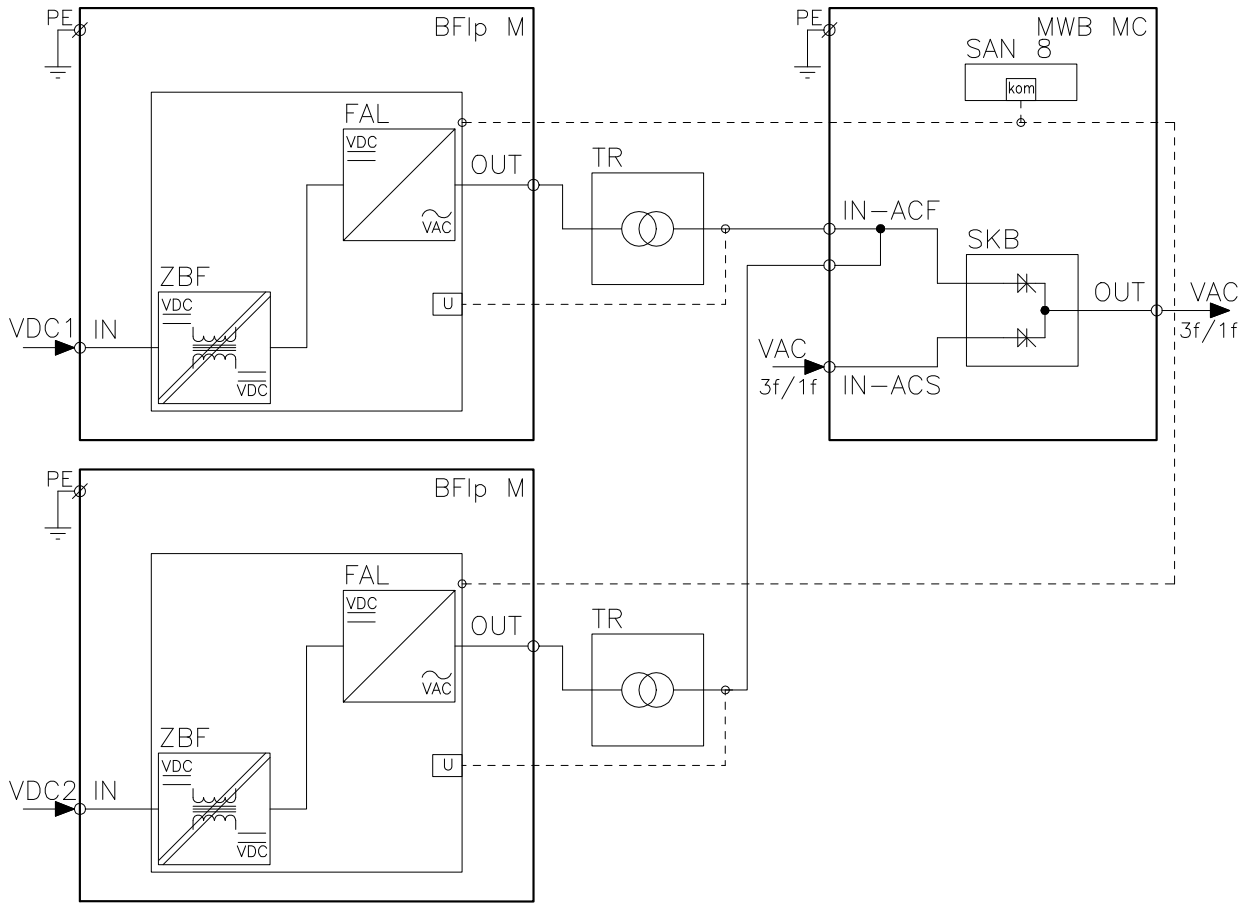 PE
BFIp M
FAL
VDC
VAC
OUT
TR
ZBF
VDC
VDC
U
VDC1 IN
PE
MWB MC
SAN 8
kom
IN-ACF
SKB
OUT
VAC
3f/1f
VAC
3f/1f
IN-ACS
PE
BFIp M
FAL
VDC
VAC
OUT
TR
ZBF
VDC
VDC
U
VDC2 IN